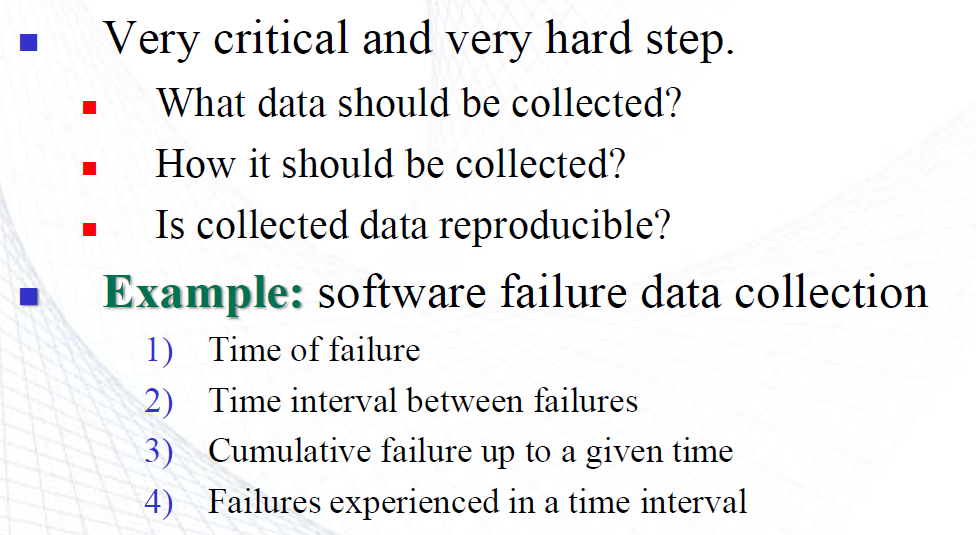 Very critical and very hard step.
What data should be collected?
How it should be collected?
Is collected data reproducible?
Example: software failure data collection
1) Time of failure
2) Time interval between failures
3) Cumulative failure up to a given time
4) Failures experienced in a time interval